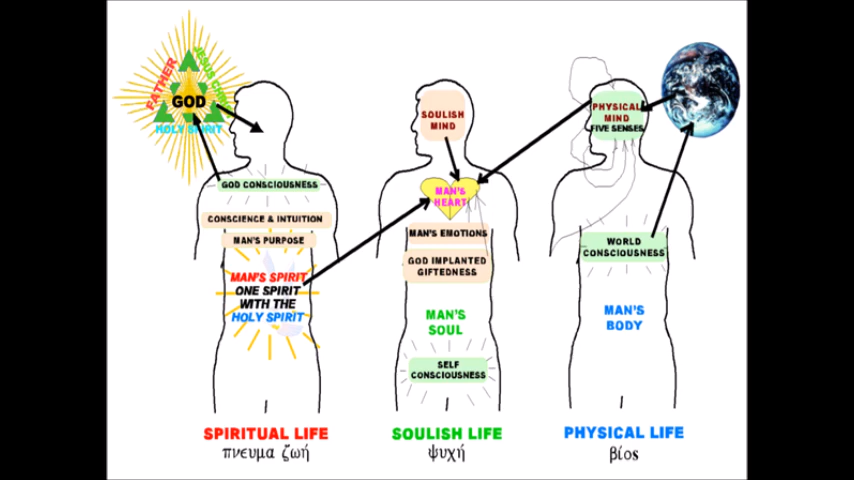 FATHER
JESUS CHRIST
GOD
HOLY SPIRIT
GOD CONSCIOUSNESS
CONSCIENCE & INTUITION
MAN'S PURPOSE
MAN'S SPIRIT
ONE SPIRIT
WITH THE
HOLY SPIRIT
SPIRITUAL LIFE
πνευμα ζωή
SOULISH
MIND
MAN'S
HEART
MAN'S EMOTIONS
GOD IMPLANTED
GIFTEDNESS
MAN'S
SOUL
SELF
CONSCIOUSNESS
SOULISH LIFE
ψυχή
PHYSICAL
MIND
FIVE SENSES
WORLD
CONSCIOUSNESS
MAN'S
BODY
PHYSICAL LIFE
βίος